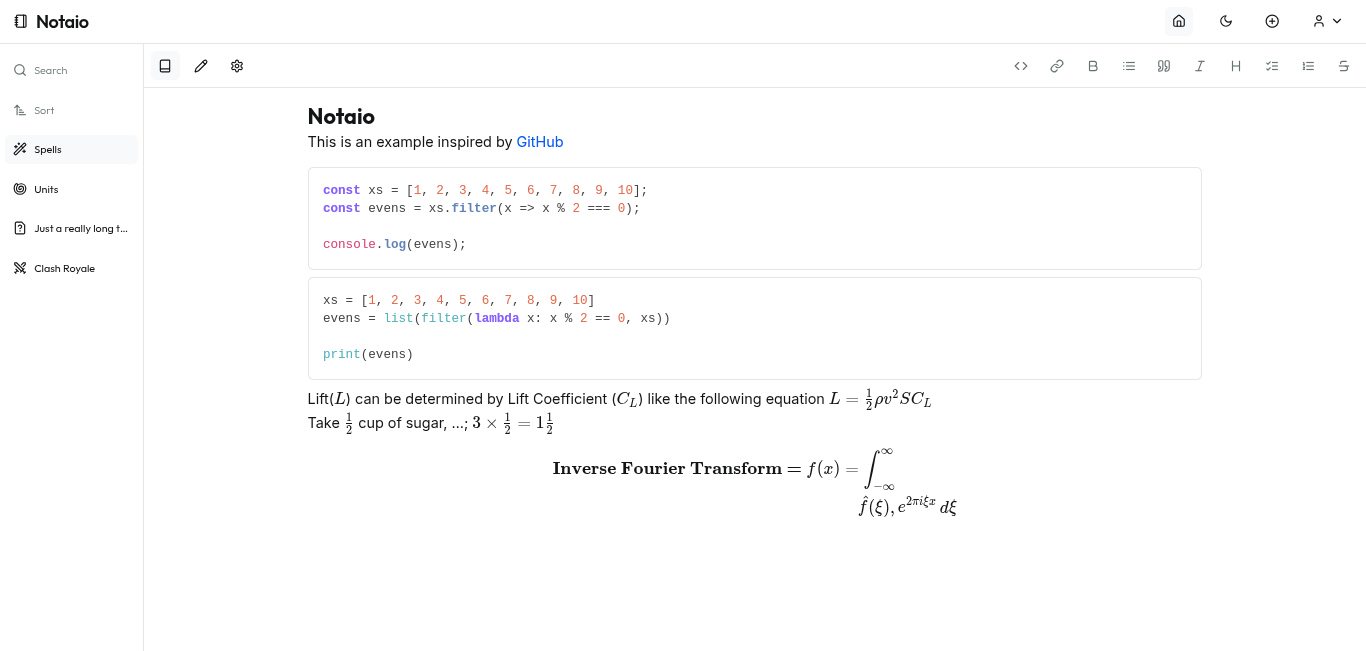 Notaio
Search
Sort
Spells
Units
Just a really long t...
Clash Royale
Notaio
This is an example inspired by GitHub
const xs = [1, 2, 3, 4, 5, 6, 7, 8, 9, 10];
const evens = xs.filter(x => x % 2 === 0);
console.log(evens);
xs = [1, 2, 3, 4, 5, 6, 7, 8, 9, 10]
evens = list(filter(lambda x: x % 2 == 0, xs))
print(evens)
Lift(L) can be determined by Lift Coefficient (C_L) like the following equation L = \frac{1}{2} \rho v^2 S C_L
Take \frac{1}{2} cup of sugar, ...; 3 × \frac{1}{2} = 1\frac{1}{2}
Inverse Fourier Transform = f(x) = \int_{-\infty}^{\infty}
\hat{f}(\xi), e^{2\pi i \xi x} d\xi